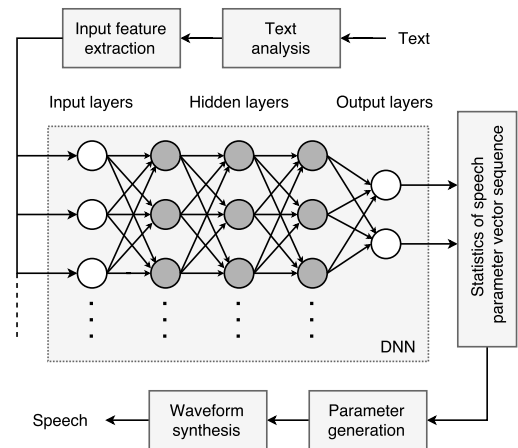 Input feature
extraction
Text
analysis
Text
Input layers
Hidden layers
Output layers
Statistics of speech
parameter vector sequence
DNN
Speech
Waveform
synthesis
Parameter
generation